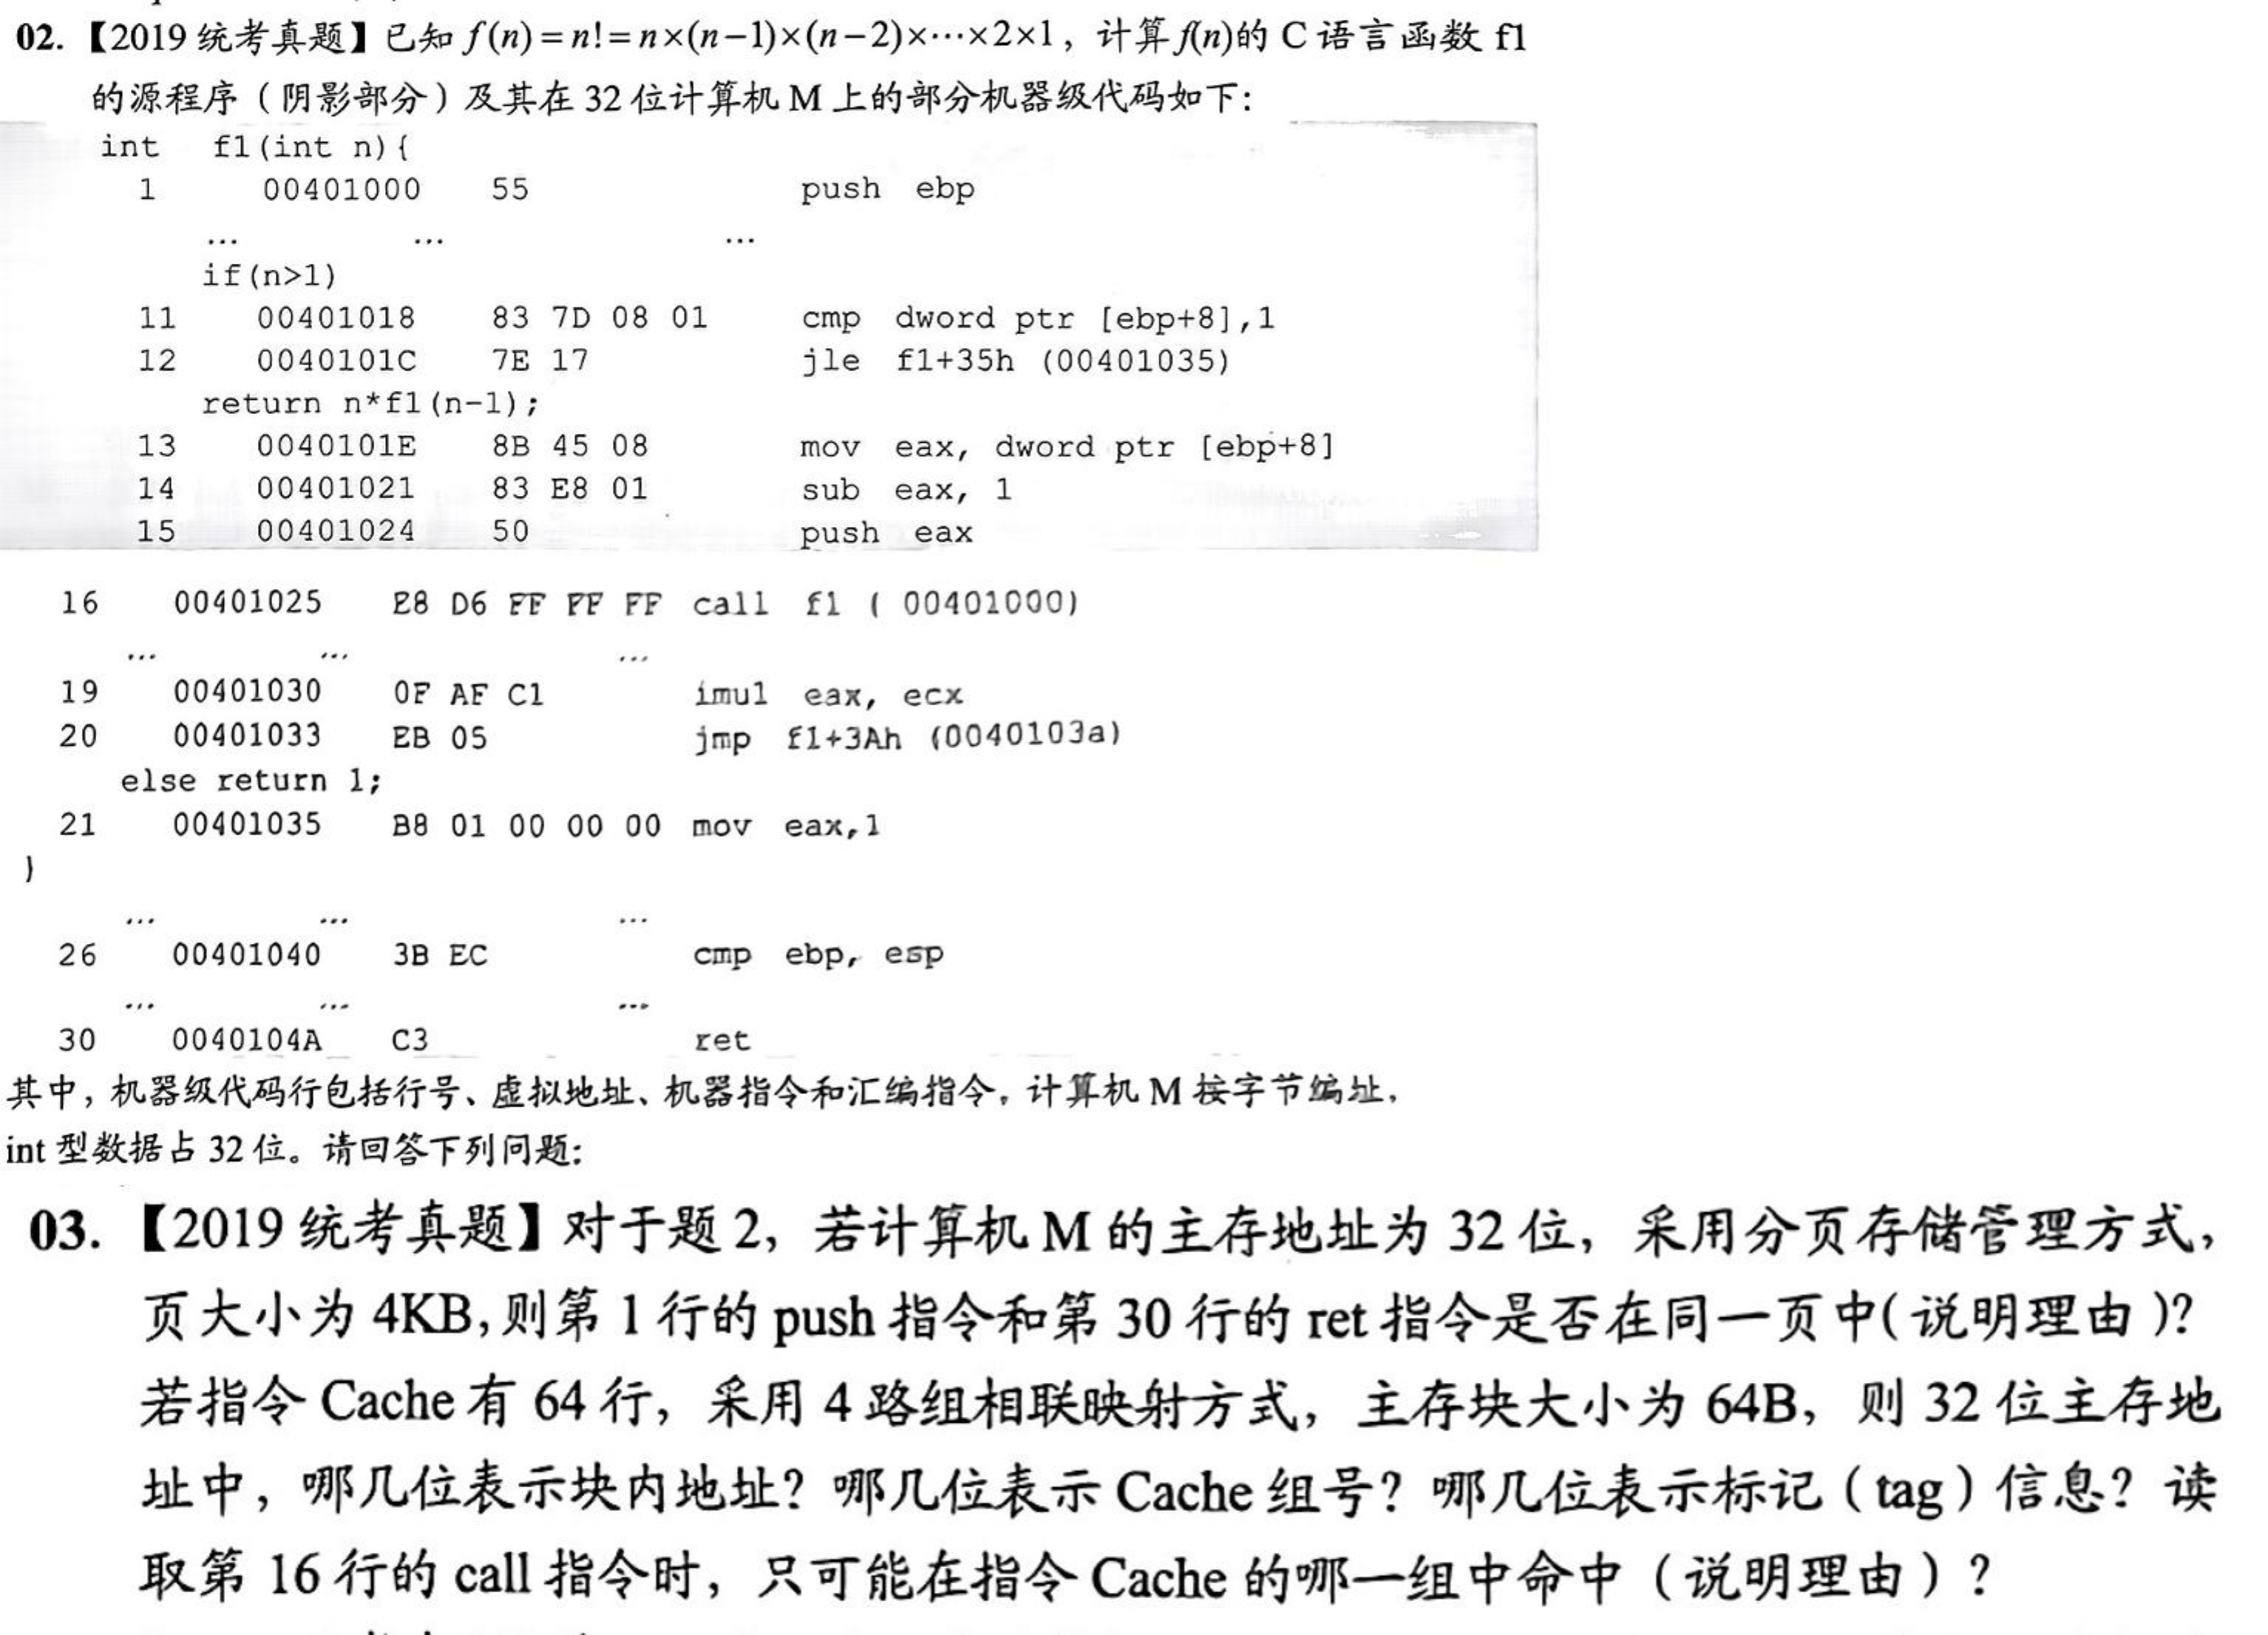 02.【2019 统考真题】已知 f(n)=n!=n×(n−1)×(n−2)×⋯×2×1，计算f(n)的 C 语言函数 f1
的源程序（阴影部分）及其在 32 位计算机 M 上的部分机器级代码如下：
int f1(int n){
1 00401000 55 push ebp
… … …
if(n>1)
11 00401018 83 7D 08 01 cmp dword ptr [ebp+8],1
12 0040101C 7E 17 jle f1+35h (00401035)
return n*f1(n-1);
13 0040101E 8B 45 08 mov eax, dword ptr [ebp+8]
14 00401021 83 E8 01 sub eax, 1
15 00401024 50 push eax
16 00401025 E8 D6 FF FF FF call f1 ( 00401000)
… … …
19 00401030 0F AF C1 imul eax, ecx
20 00401033 EB 05 jmp f1+3Ah (0040103a)
else return 1;
21 00401035 B8 01 00 00 00 mov eax,1
}
… … …
26 00401040 3B EC cmp ebp, esp
… … …
30 0040104A C3 ret
其中，机器级代码行包括行号、虚拟地址、机器指令和汇编指令，计算机 M 按字节编址，
int 型数据占 32 位。请回答下列问题：
03.【2019 统考真题】对于题 2，若计算机 M 的主存地址为 32 位，采用分页存储管理方式，
页大小为 4KB，则第 1 行的 push 指令和第 30 行的 ret 指令是否在同一页中（说明理由）？
若指令 Cache 有 64 行，采用 4 路组相联映射方式，主存块大小为 64B，则 32 位主存地
址中，哪几位表示块内地址？哪几位表示 Cache 组号？哪几位表示标记（tag）信息？读
取第 16 行的 call 指令时，只可能在指令 Cache 的哪一组中命中（说明理由）？